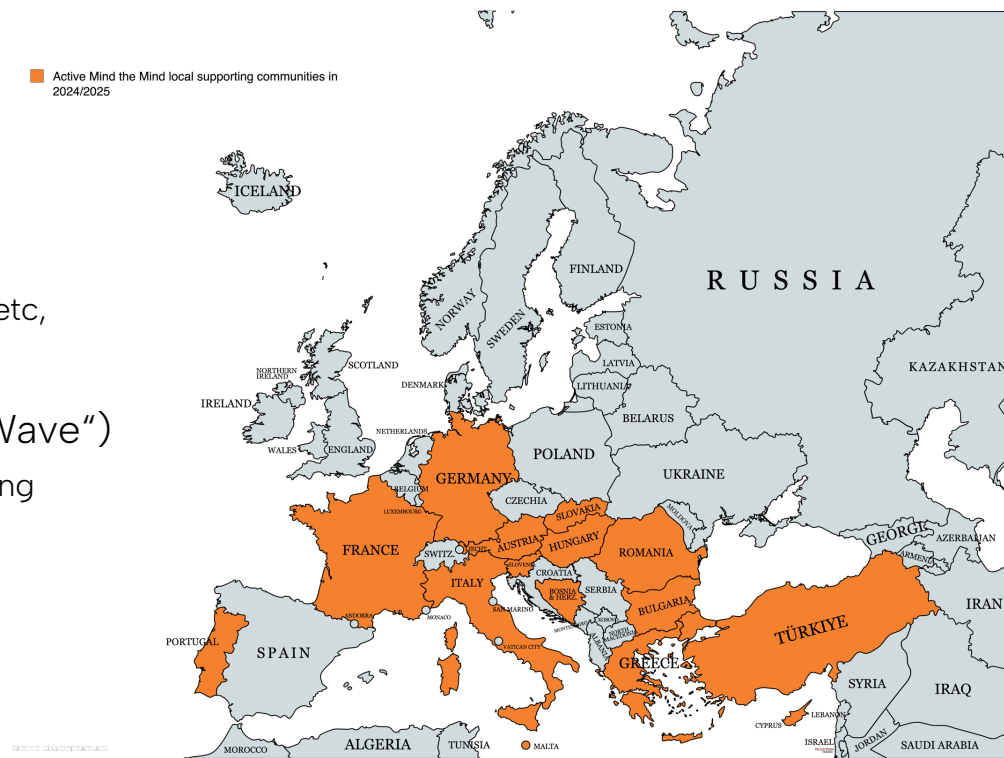 Active Mind the Mind local supporting communities in
2024/2025
ICELAND
etc,
Wave“)
ng
RUSSIA
FINLAND
NORWAY
SWEDEN
ESTONIA
LATVIA
LITHUANIA
KAZAKHSTAN
SCOTLAND
NORTHERN
IRELAND
DENMARK
IRELAND
BELARUS
NETHERLANDS
WALES
ENGLAND
POLAND
UKRAINE
GERMANY
BELGIUM
CZECHIA
LUXEMBOURG
SLOVAKIA
MOLDOVA
FRANCE
SWITZ.
LIECHT.
AUSTRIA
HUNGARY
ROMANIA
GEORGIA
AZERBAIJAN
ARMENIA
SLOVENIA
CROATIA
ITALY
BOSNIA
& HERZ.
SERBIA
SAN MARINO
BULGARIA
IRAN
ANDORRA
MONACO
MONTENEGRO
KOSOVO
NORTH
MACEDONIA
TÜRKIYE
PORTUGAL
SPAIN
VATICAN CITY
ALBANIA
GREECE
SYRIA
IRAQ
CYPRUS
LEBANON
MOROCCO
ALGERIA
TUNISIA
MALTA
ISRAEL
JORDAN
SAUDI ARABIA